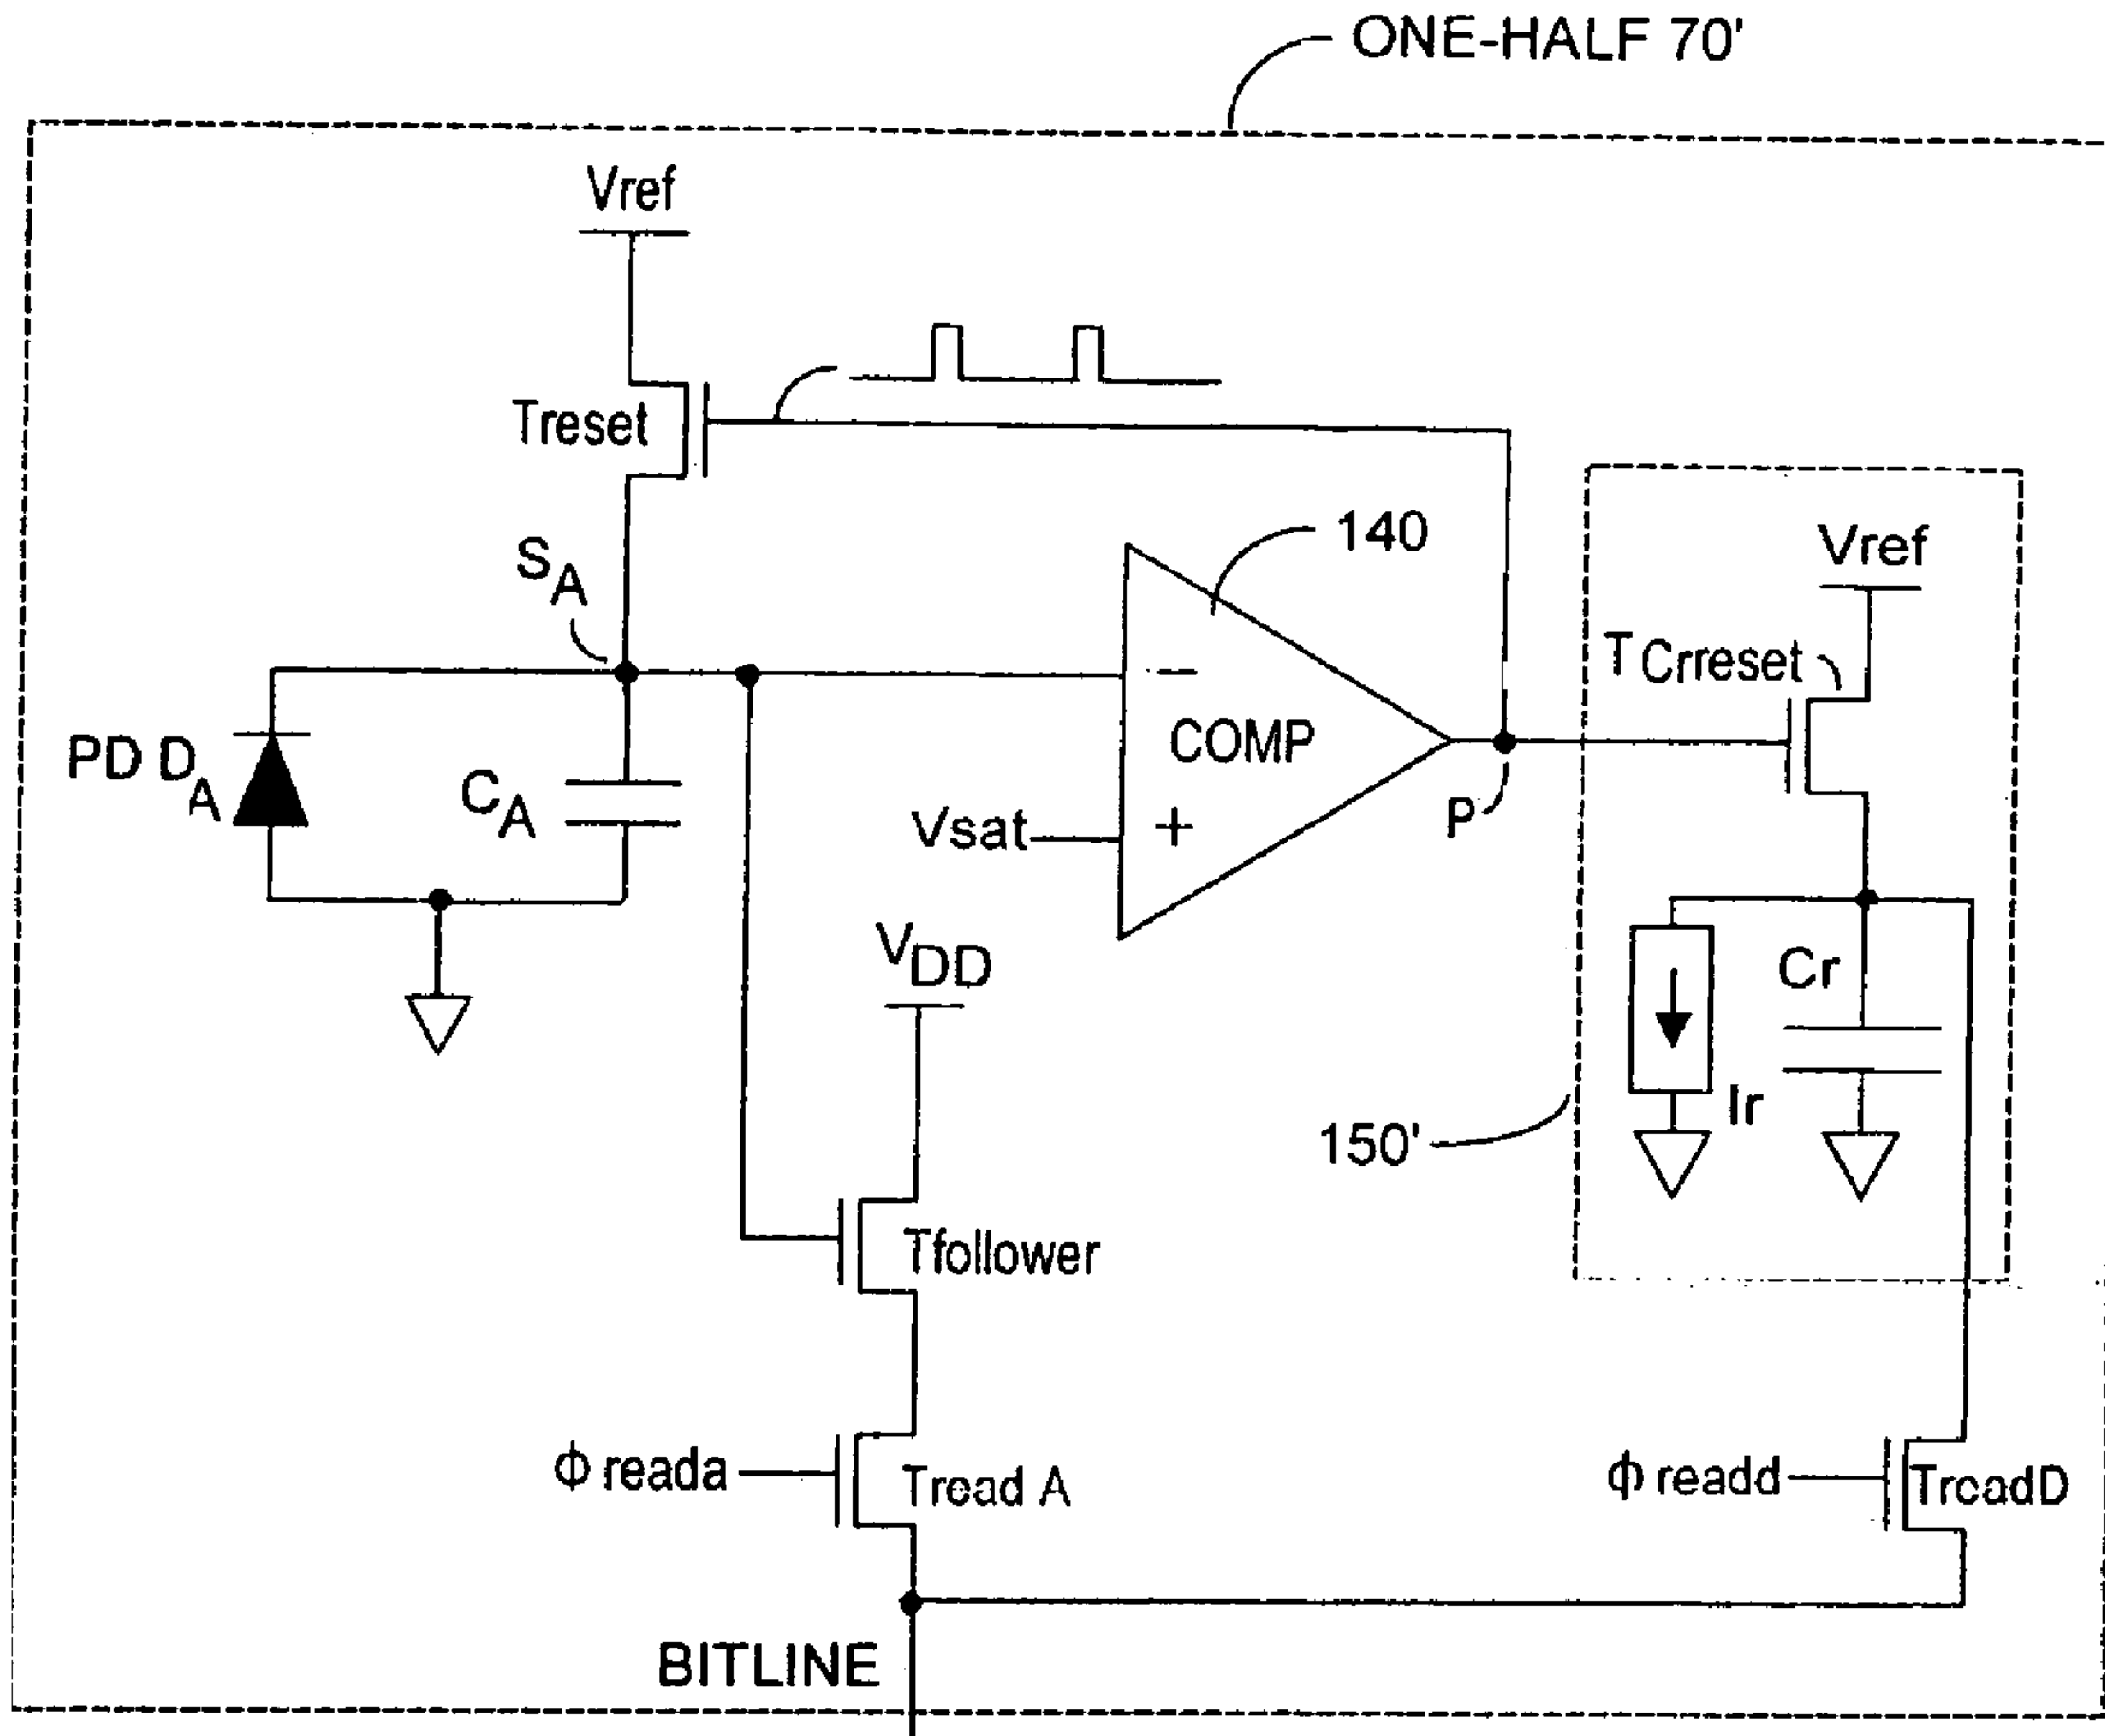 ONE-HALF 70'
Vref
Treset
SA
140
Vref
TCrreset
PD DA
CA
COMP
−
+
Vsat
P
VDD
Cr
Ir
150'
Tfollower
Φ reada
Tread A
Φ readd
TreadD
BITLINE